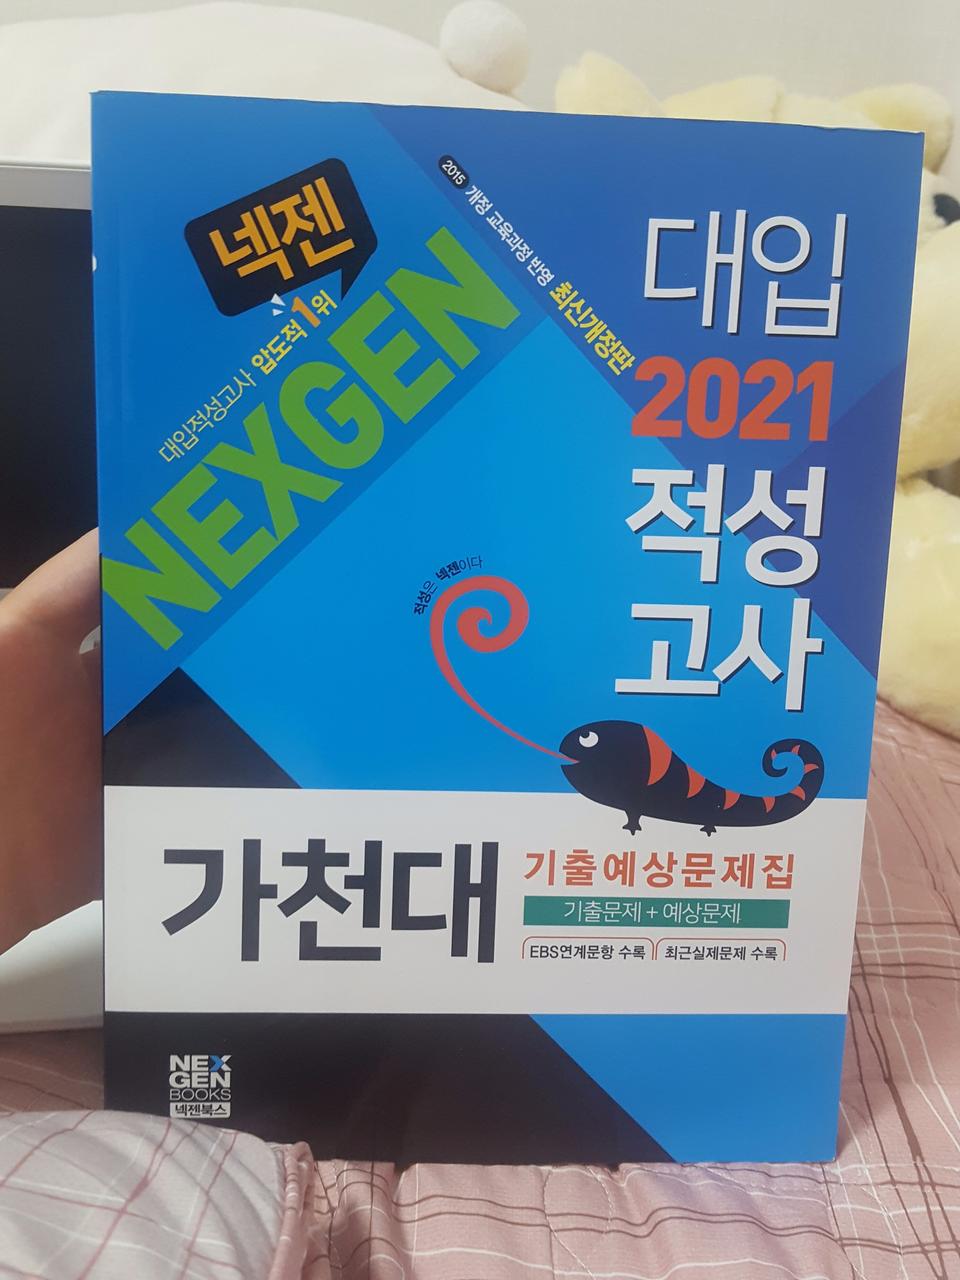 넥젠
대입적성고사 압도적 1위
NEXGEN
2015 개정 교육과정 반영 최신개정판
대입
2021
적성
고사
적성은 넥젠이다
가천대
기출예상문제집
기출문제 + 예상문제
EBS연계문항 수록 최근실제문제 수록
NEX
GEN
BOOKS
넥젠북스